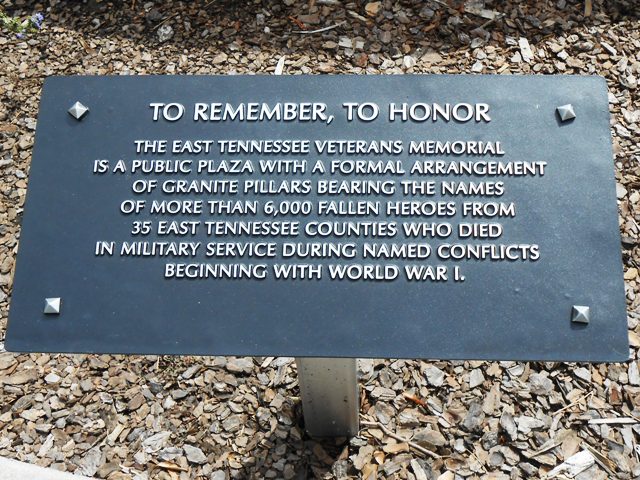 TO REMEMBER, TO HONOR
THE EAST TENNESSEE VETERANS MEMORIAL
IS A PUBLIC PLAZA WITH A FORMAL ARRANGEMENT
OF GRANITE PILLARS BEARING THE NAMES
OF MORE THAN 6,000 FALLEN HEROES FROM
35 EAST TENNESSEE COUNTIES WHO DIED
IN MILITARY SERVICE DURING NAMED CONFLICTS
BEGINNING WITH WORLD WAR I.